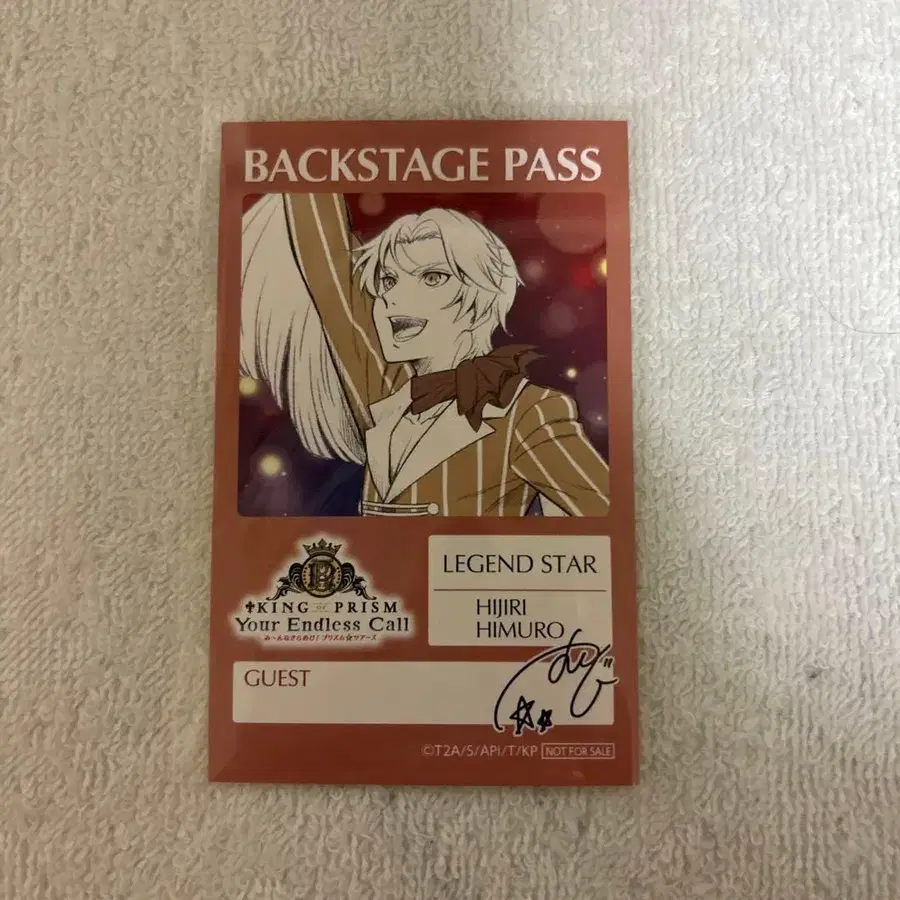 BACKSTAGE PASS
KING of PRISM
Your Endless Call
み〜んなきらめけ！プリズム☆ツアーズ
LEGEND STAR
HIJIRI
HIMURO
GUEST
©T2A/S/API/T/KP NOT FOR SALE